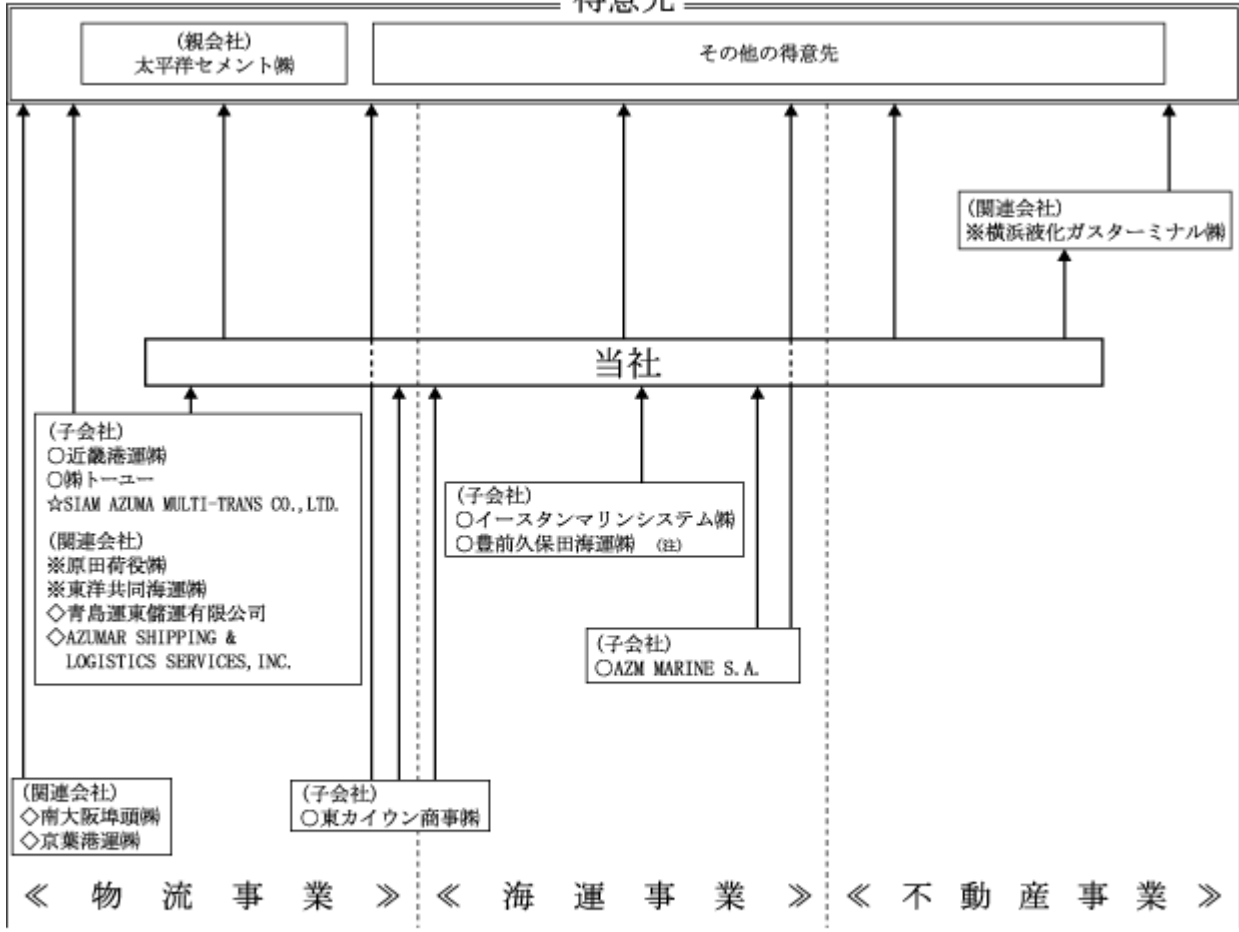 得意先
(親会社)
太平洋セメント㈱
その他の得意先
(関連会社)
※横浜液化ガスターミナル㈱
当社
(子会社)
○近畿港運㈱
○㈱トーユー
☆SIAM AZUMA MULTI-TRANS CO.,LTD.
(関連会社)
※原田荷役㈱
※東洋共同海運㈱
◇青島運東儲運有限公司
◇AZUMAR SHIPPING &
LOGISTICS SERVICES, INC.
(子会社)
○イースタンマリンシステム㈱
○豊前久保田海運㈱ (注)
(子会社)
○AZM MARINE S.A.
(関連会社)
◇南大阪埠頭㈱
◇京葉港運㈱
(子会社)
○東カイウン商事㈱
≪ 物 流 事 業 ≫ ≪ 海 運 事 業 ≫ ≪ 不 動 産 事 業 ≫